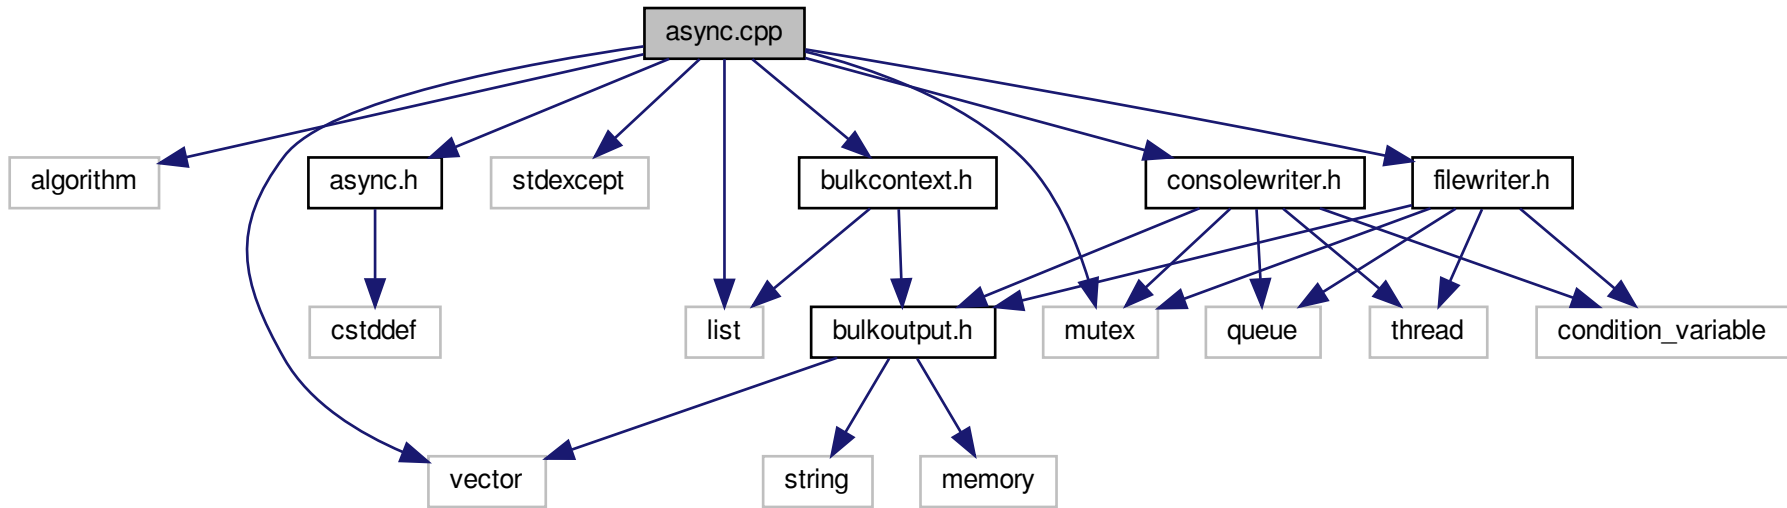 async.cpp
algorithm
async.h
stdexcept
bulkcontext.h
consolewriter.h
filewriter.h
cstddef
list
bulkoutput.h
mutex
queue
thread
condition_variable
vector
string
memory